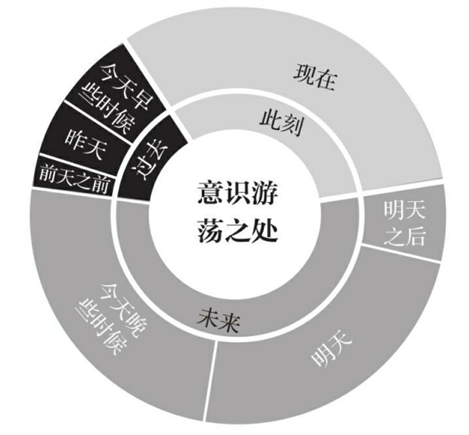 意识游
荡之处
此刻
现在
过去
今天早
些时候
昨天
前天之前
未来
今天晚
些时候
明天
明天
之后